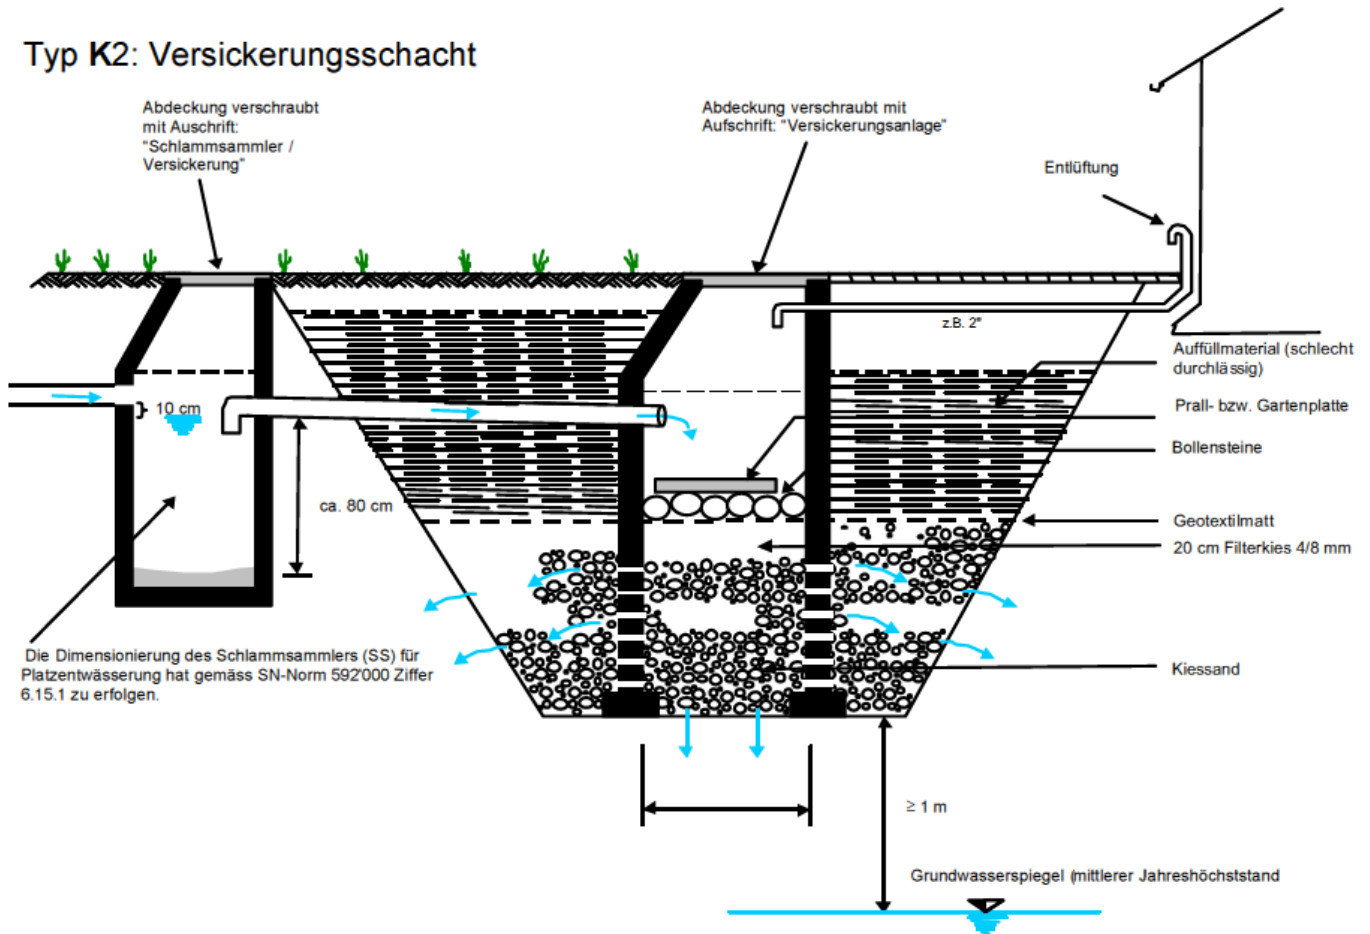 Typ K2: Versickerungsschacht
Abdeckung verschraubt
mit Auschrift:
"Schlammsammler /
Versickerung"
Abdeckung verschraubt mit
Aufschrift: "Versickerungsanlage"
Entlüftung
z.B. 2"
Auffüllmaterial (schlecht
durchlässig)
Prall- bzw. Gartenplatte
10 cm
Bollensteine
ca. 80 cm
Geotextilmatt
20 cm Filterkies 4/8 mm
Die Dimensionierung des Schlammsammlers (SS) für
Platzentwässerung hat gemäss SN-Norm 592'000 Ziffer
6.15.1 zu erfolgen.
Kiessand
≥ 1 m
Grundwasserspiegel (mittlerer Jahreshöchststand